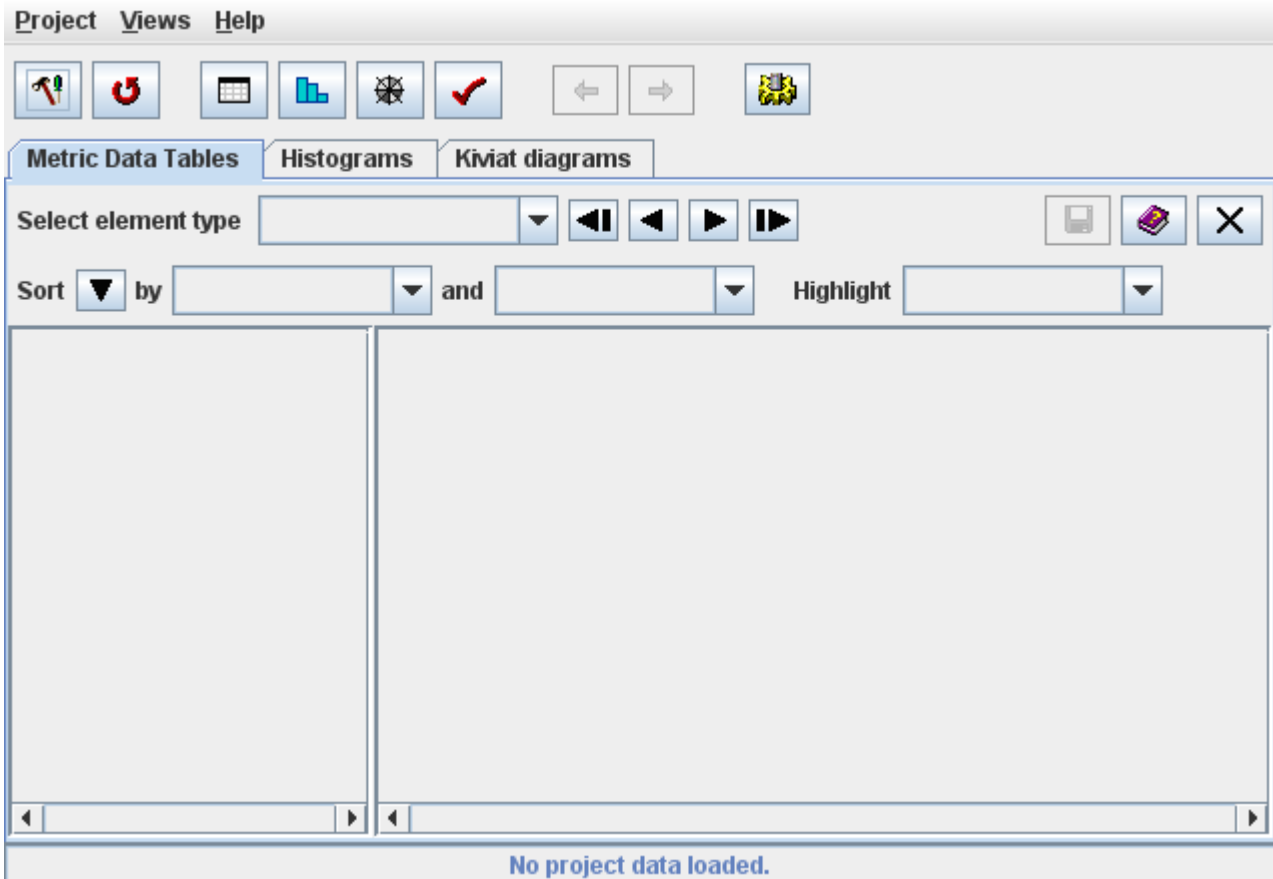 Project Views Help
Metric Data Tables Histograms Kiviat diagrams
Select element type
Sort by and Highlight
No project data loaded.